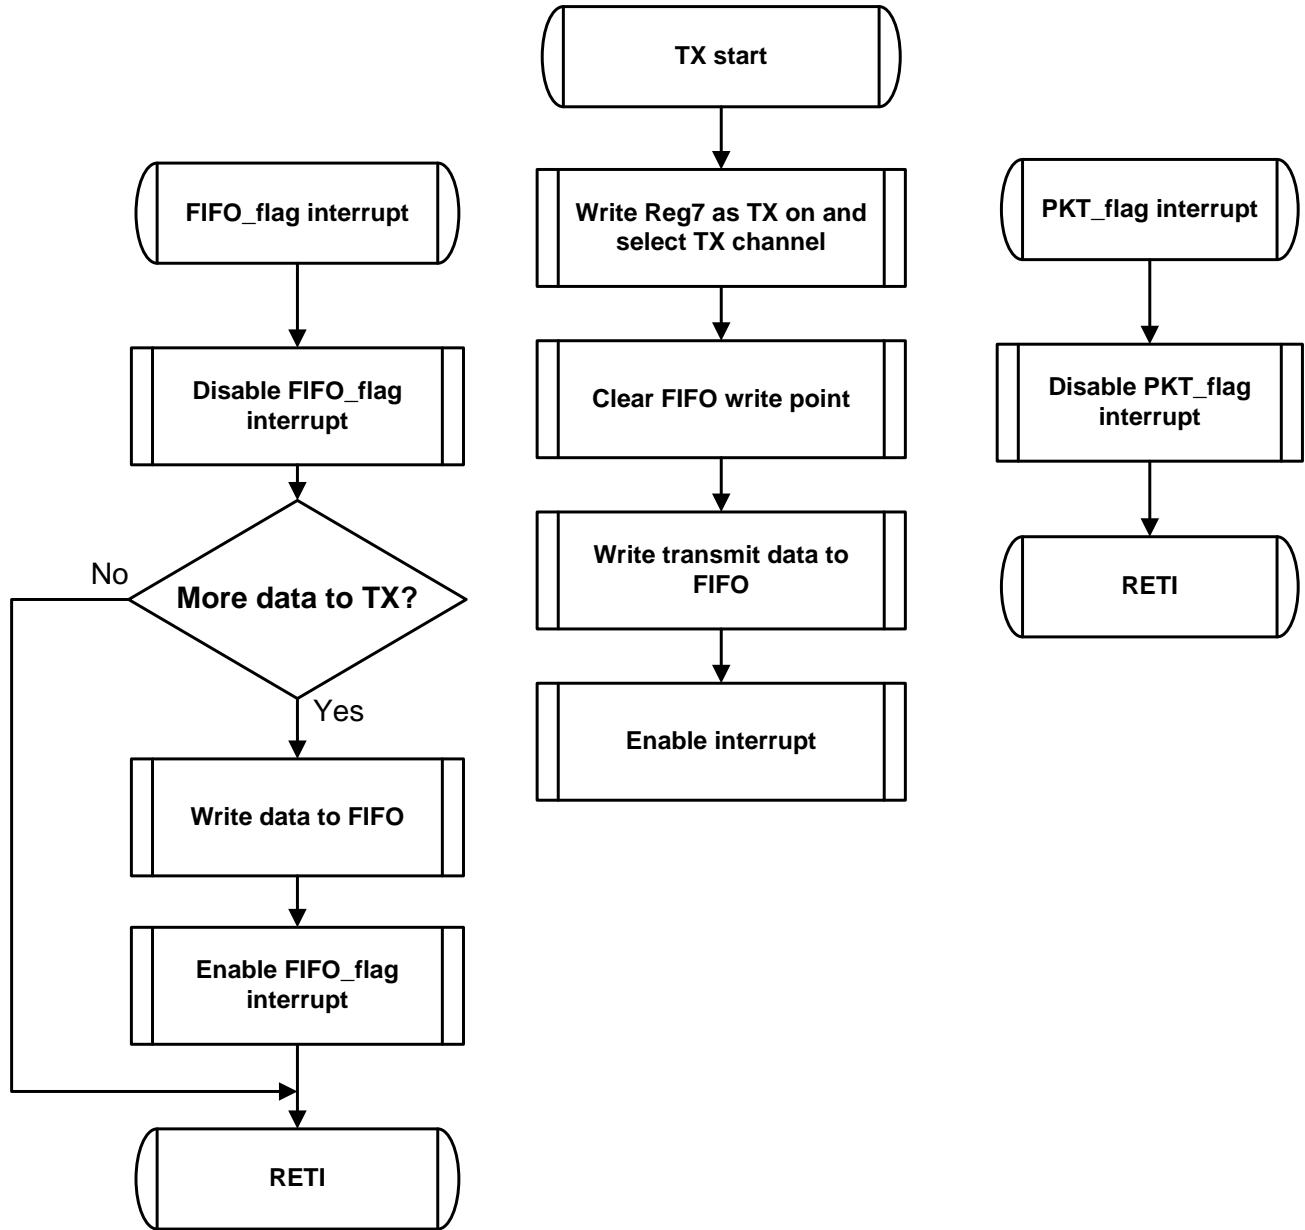 TX start
Write Reg7 as TX on and
select TX channel
Clear FIFO write point
Write transmit data to
FIFO
Enable interrupt
FIFO_flag interrupt
Disable FIFO_flag
interrupt
More data to TX?
No
Yes
Write data to FIFO
Enable FIFO_flag
interrupt
RETI
PKT_flag interrupt
Disable PKT_flag
interrupt
RETI